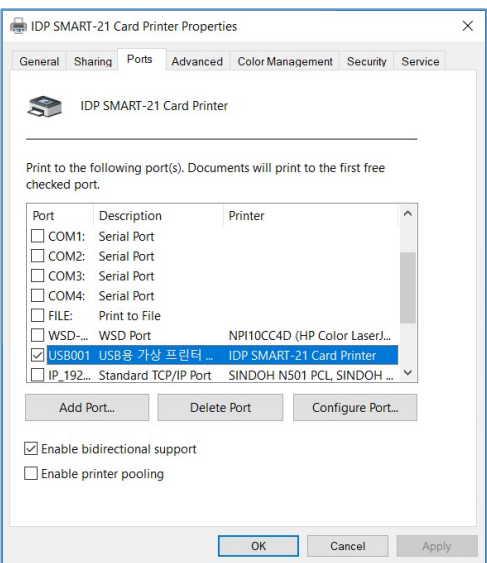 IDP SMART-21 Card Printer Properties
General Sharing Ports Advanced Color Management Security Service
IDP SMART-21 Card Printer
Print to the following port(s). Documents will print to the first free
checked port.
Port Description Printer
COM1: Serial Port
COM2: Serial Port
COM3: Serial Port
COM4: Serial Port
FILE: Print to File
WSD-... WSD Port NPI10CC4D (HP Color LaserJ...
USB001 USB용 가상 프린터 ... IDP SMART-21 Card Printer
IP_192... Standard TCP/IP Port SINDOH N501 PCL, SINDOH ...
Add Port... Delete Port Configure Port...
Enable bidirectional support
Enable printer pooling
OK Cancel Apply